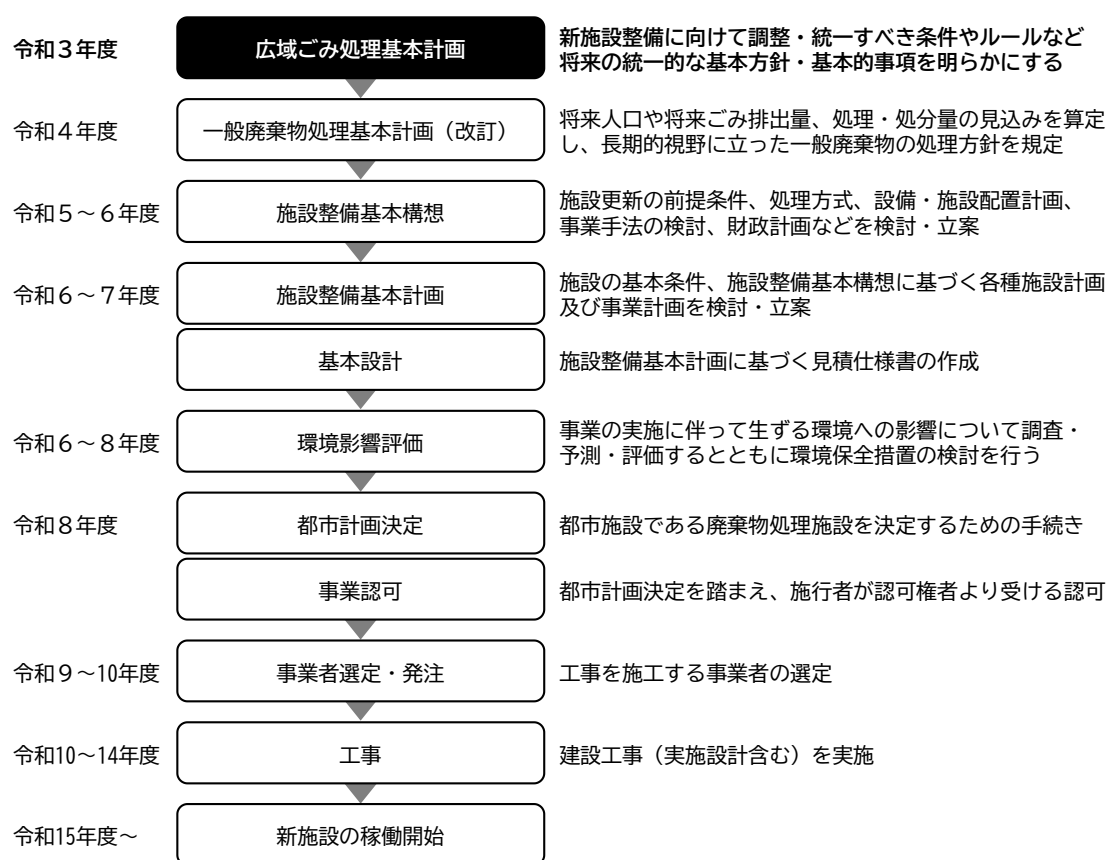 令和３年度
広域ごみ処理基本計画
新施設整備に向けて調整・統一すべき条件やルールなど
将来の統一的な基本方針・基本的事項を明らかにする
令和４年度
一般廃棄物処理基本計画（改訂）
将来人口や将来ごみ排出量、処理・処分量の見込みを算定
し、長期的視野に立った一般廃棄物の処理方針を規定
令和５～６年度
施設整備基本構想
施設更新の前提条件、処理方式、設備・施設配置計画、
事業手法の検討、財政計画などを検討・立案
令和６～７年度
施設整備基本計画
施設の基本条件、施設整備基本構想に基づく各種施設計画
及び事業計画を検討・立案
基本設計
施設整備基本計画に基づく見積仕様書の作成
令和６～８年度
環境影響評価
事業の実施に伴って生ずる環境への影響について調査・
予測・評価するとともに環境保全措置の検討を行う
令和８年度
都市計画決定
都市施設である廃棄物処理施設を決定するための手続き
事業認可
都市計画決定を踏まえ、施行者が認可権者より受ける認可
令和９～10年度
事業者選定・発注
工事を施工する事業者の選定
令和10～14年度
工事
建設工事（実施設計含む）を実施
令和15年度～
新施設の稼働開始